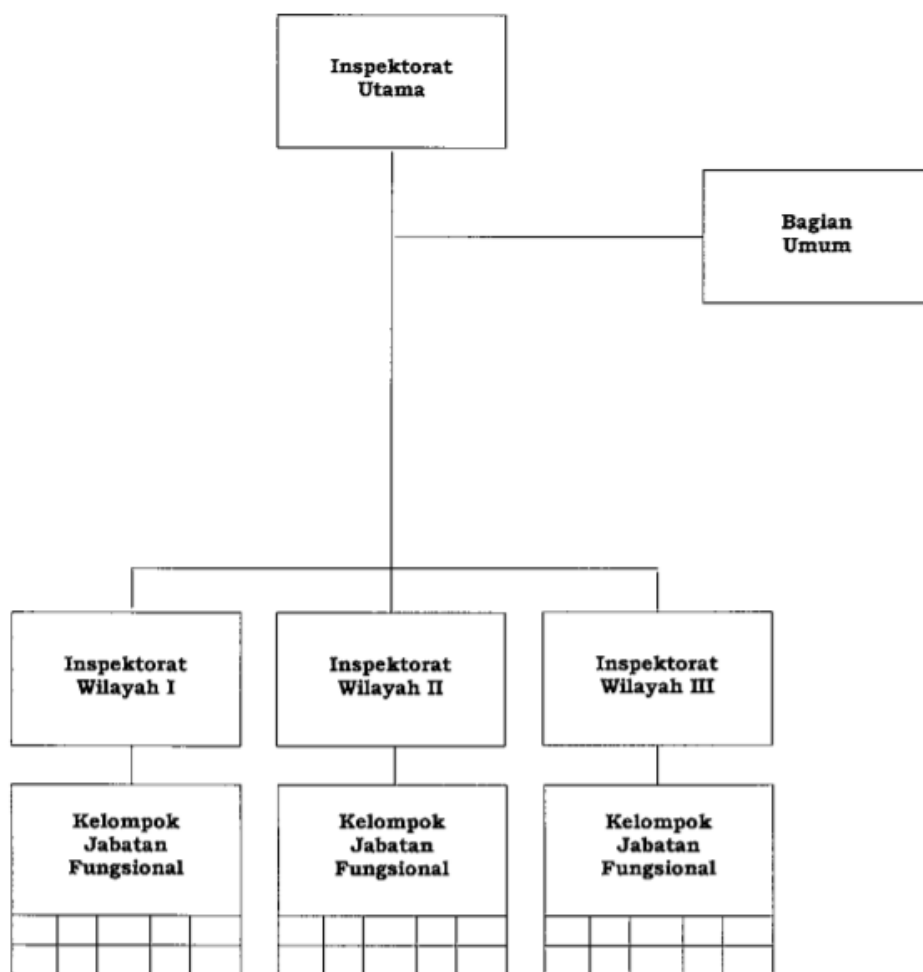 Inspektorat
Utama
Bagian
Umum
Inspektorat
Wilayah I
Inspektorat
Wilayah II
Inspektorat
Wilayah III
Kelompok
Jabatan
Fungsional
Kelompok
Jabatan
Fungsional
Kelompok
Jabatan
Fungsional